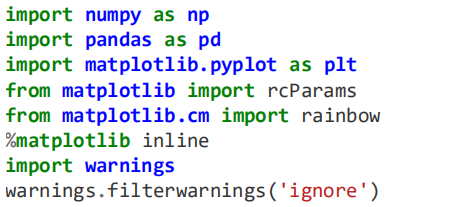 import numpy as np
import pandas as pd
import matplotlib.pyplot as plt
from matplotlib import rcParams
from matplotlib.cm import rainbow
%matplotlib inline
import warnings
warnings.filterwarnings('ignore')